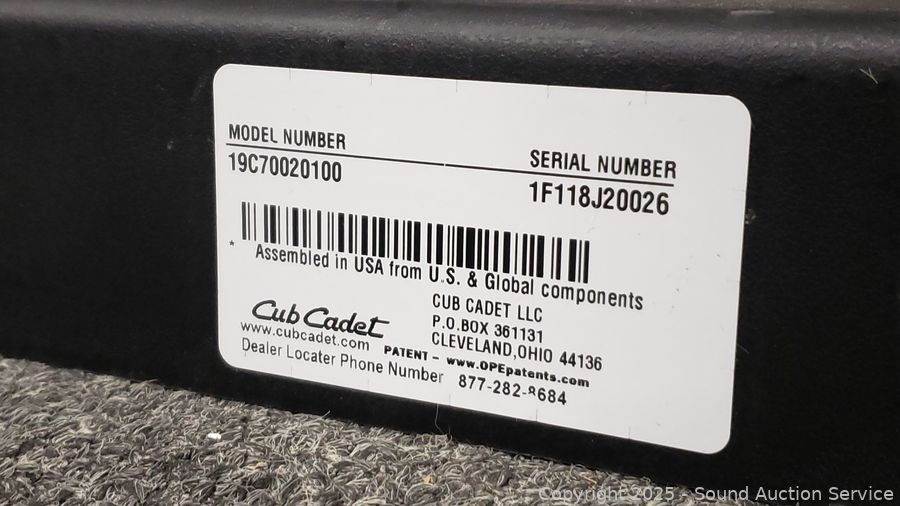 MODEL NUMBER
19C70020100
SERIAL NUMBER
1F118J20026
* Assembled in USA from U.S. & Global components
Cub Cadet
www.cubcadet.com
CUB CADET LLC
P.O.BOX 361131
CLEVELAND,OHIO 44136
PATENT - www.OPEpatents.com
Dealer Locater Phone Number 877-282-8684
Copyright 2025 - Sound Auction Service